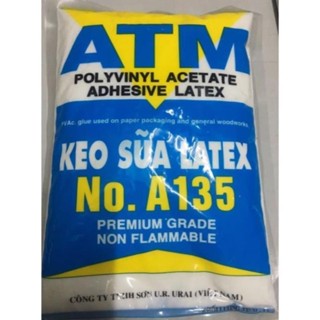 ATM
POLYVINYL ACETATE
ADHESIVE LATEX
PVAc glue used on paper packaging and general woodworks
KEO SỮA LATEX
No. A135
PREMIUM GRADE
NON FLAMMABLE
CÔNG TY TNHH SƠN U.R. URAI (VIỆT NAM)